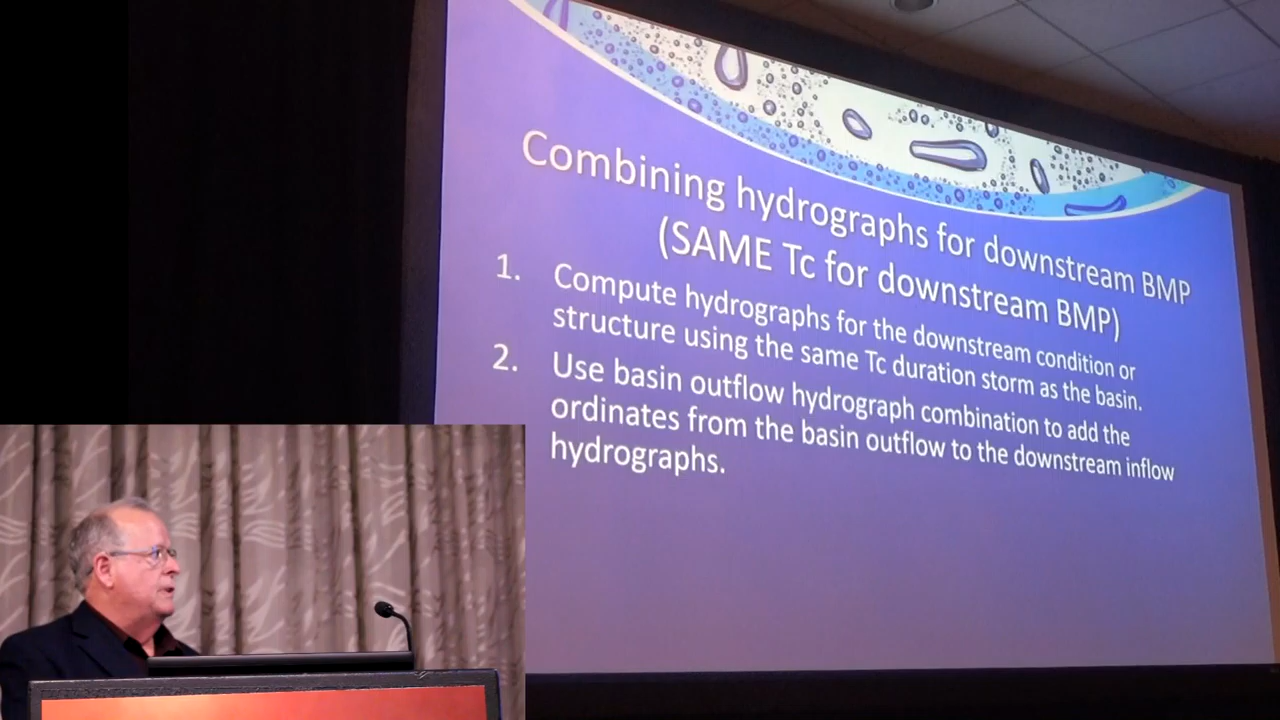 Combining hydrographs for downstream BMP
(SAME Tc for downstream BMP)
1. Compute hydrographs for the downstream condition or
structure using the same Tc duration storm as the basin.
2. Use basin outflow hydrograph combination to add the
ordinates from the basin outflow to the downstream inflow
hydrographs.